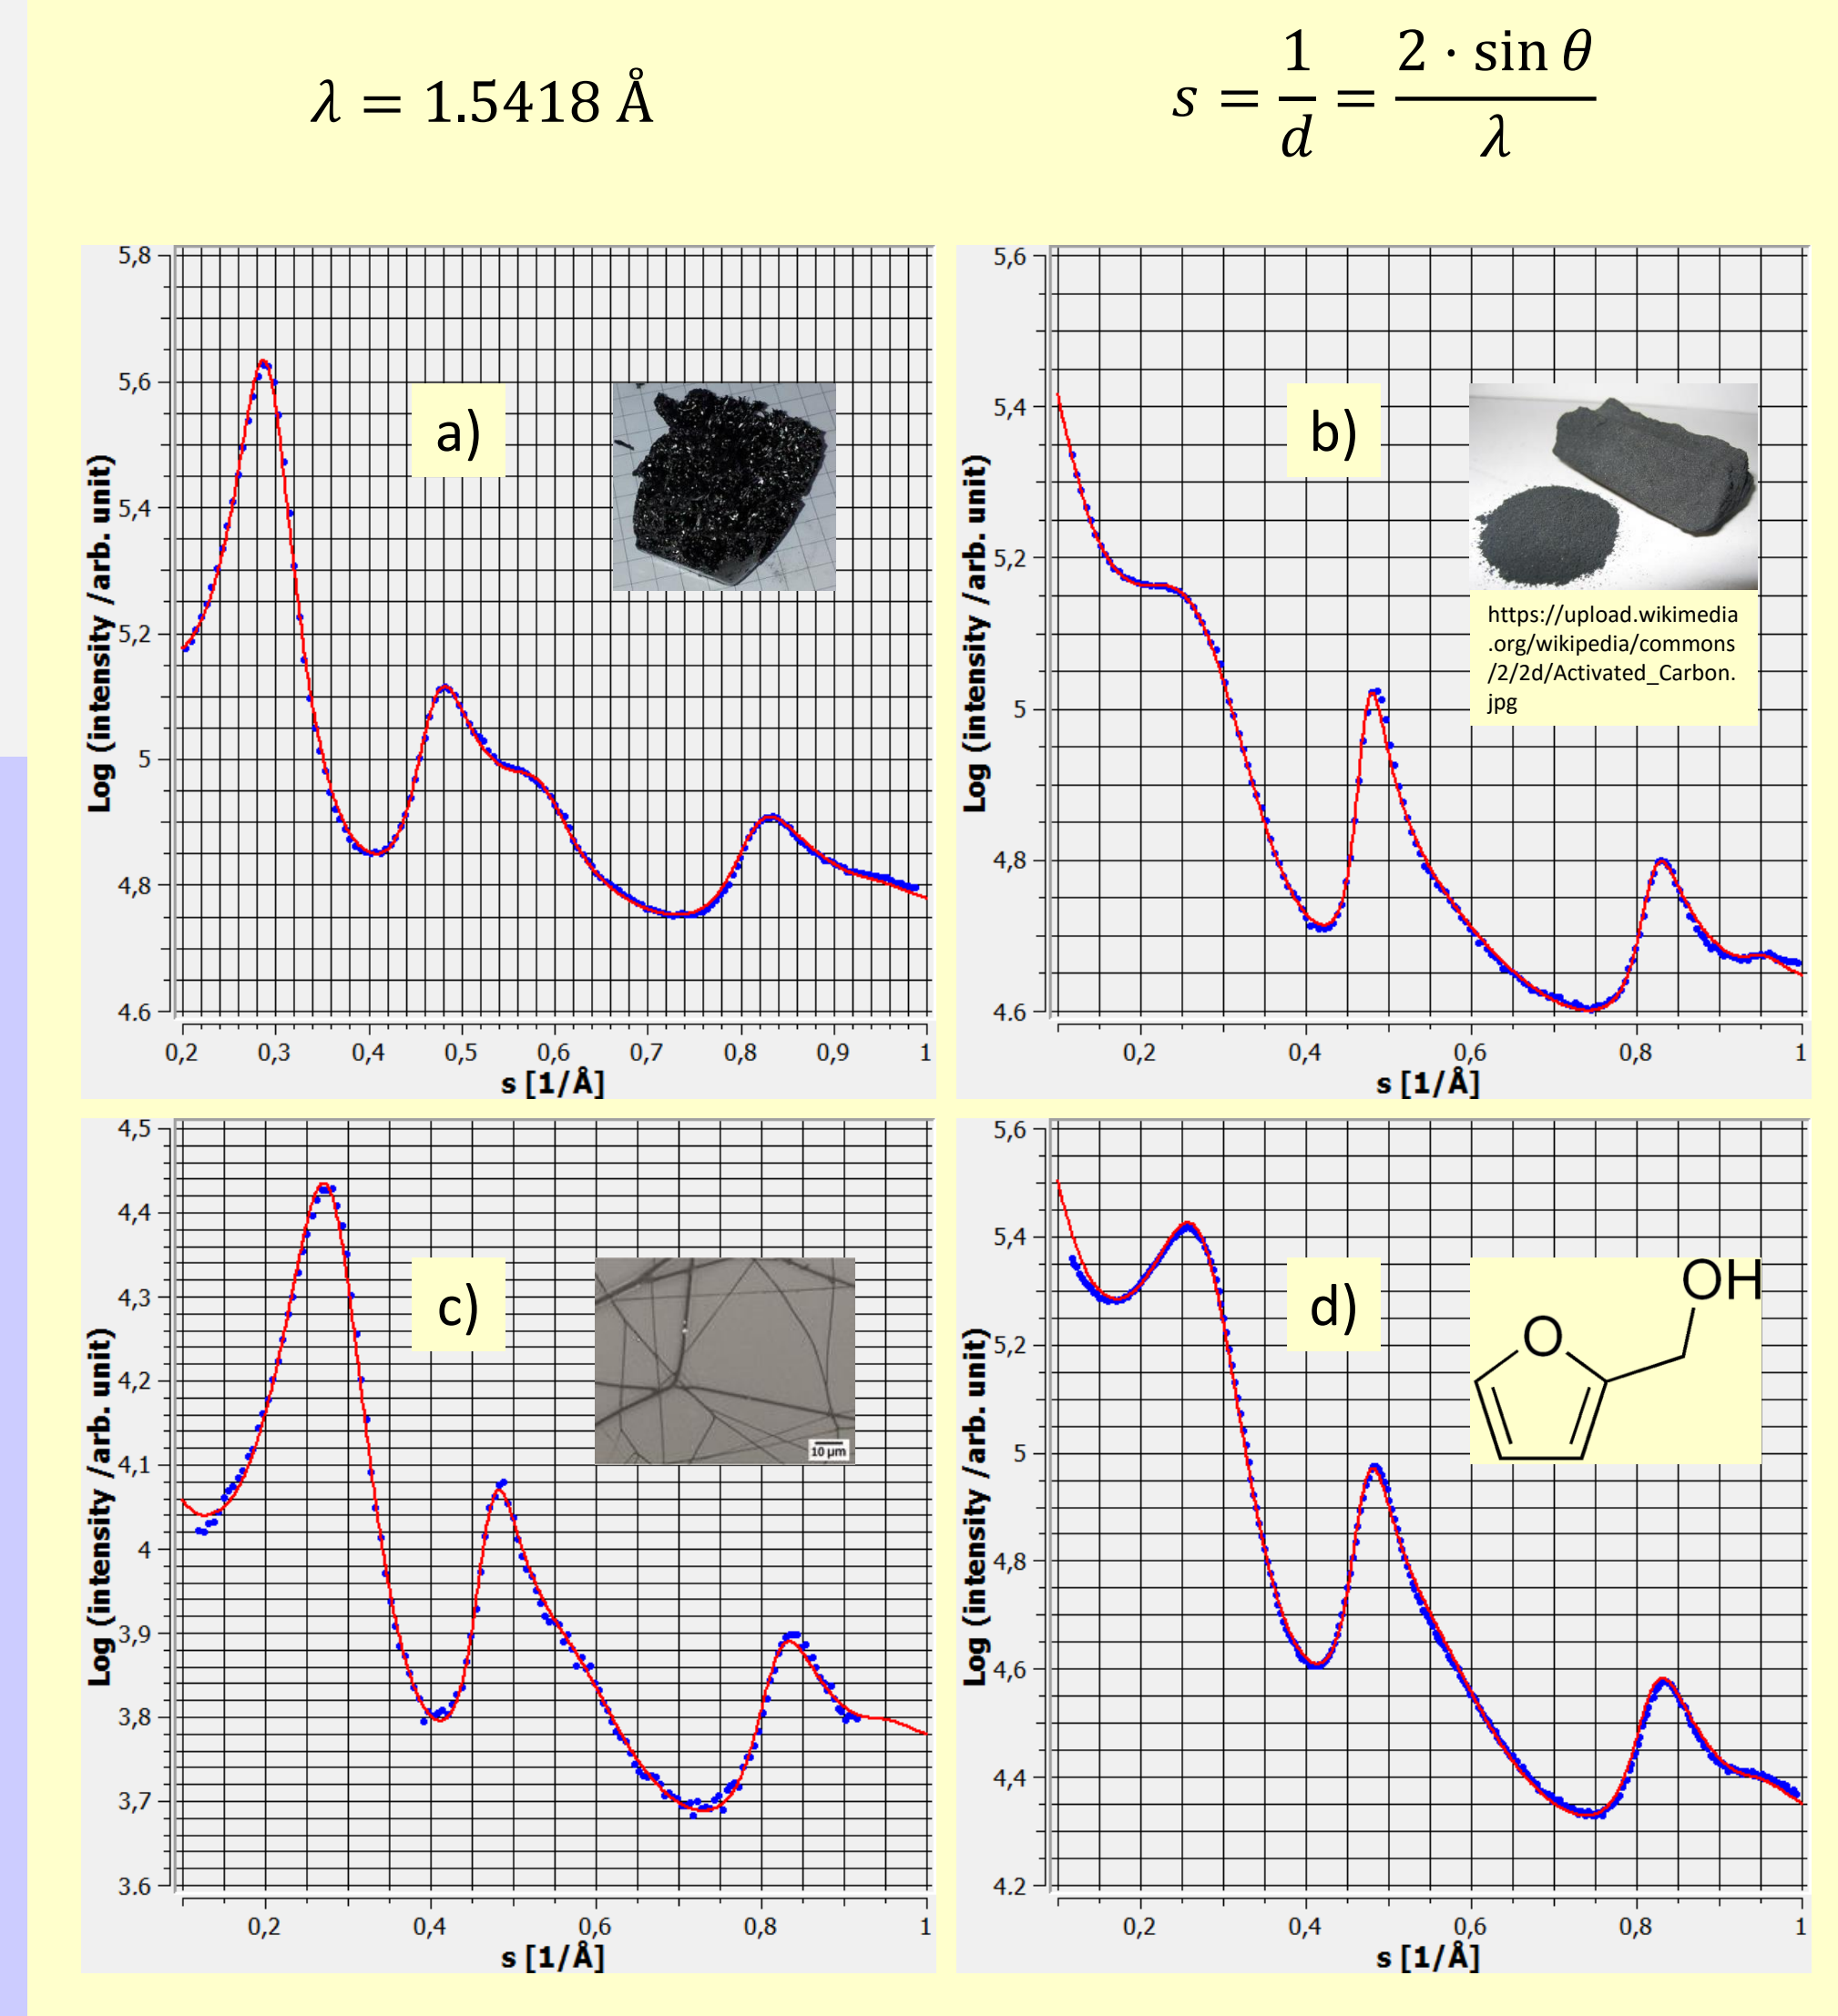 λ = 1.5418 Å
s = 1/d = 2 · sin θ / λ
Log (intensity /arb. unit)
5,8
5,6
5,4
5,2
5
4,8
4.6
a)
0,2 0,3 0,4 0,5 0,6 0,7 0,8 0,9 1
s [1/Å]
Log (intensity /arb. unit)
5,6
5,4
5,2
5
4,8
4.6
b)
https://upload.wikimedia
.org/wikipedia/commons
/2/2d/Activated_Carbon.
jpg
0,2 0,4 0,6 0,8 1
s [1/Å]
Log (intensity /arb. unit)
4,5
4,4
4,3
4,2
4,1
4
3,9
3,8
3,7
3.6
c)
10 µm
0,2 0,4 0,6 0,8 1
s [1/Å]
Log (intensity /arb. unit)
5,6
5,4
5,2
5
4,8
4,6
4,4
4.2
d)
OH
O
0,2 0,4 0,6 0,8 1
s [1/Å]